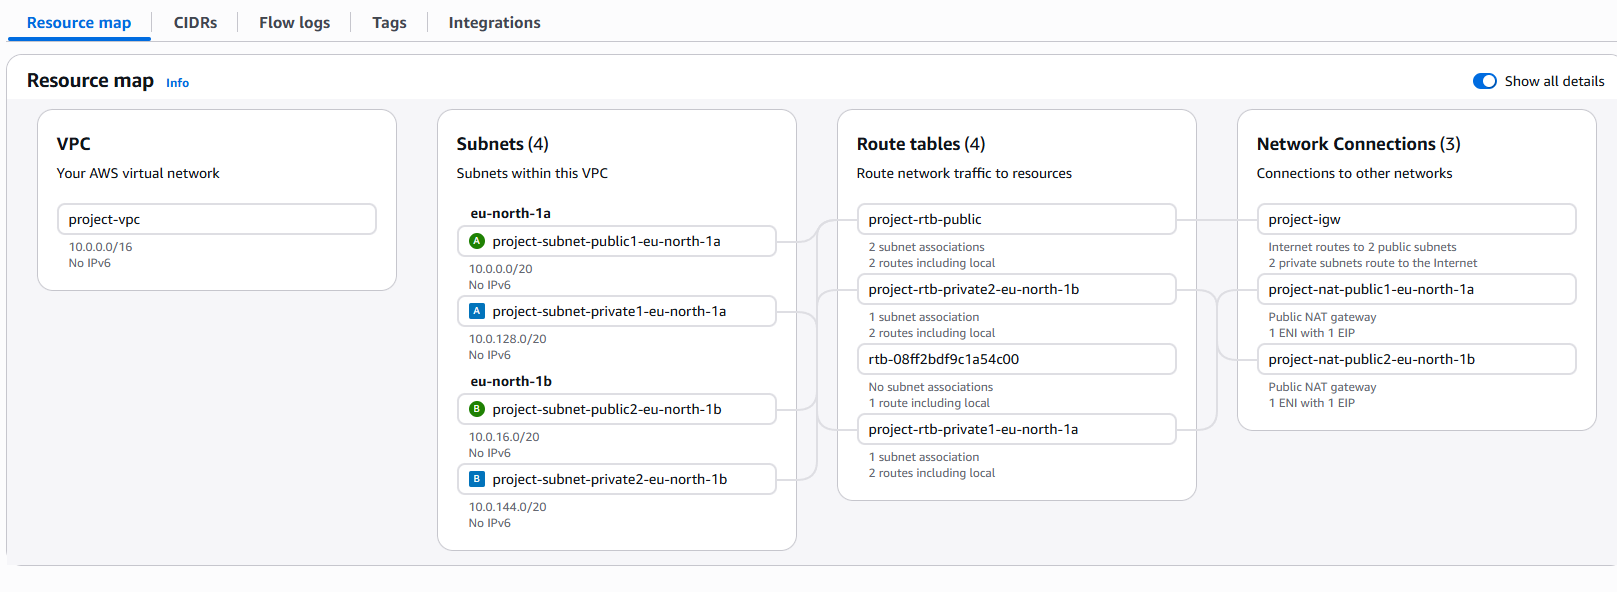 Resource map
CIDRs
Flow logs
Tags
Integrations
Resource map Info
Show all details
VPC
Your AWS virtual network
project-vpc
10.0.0.0/16
No IPv6
Subnets (4)
Subnets within this VPC
eu-north-1a
A project-subnet-public1-eu-north-1a
10.0.0.0/20
No IPv6
A project-subnet-private1-eu-north-1a
10.0.128.0/20
No IPv6
eu-north-1b
B project-subnet-public2-eu-north-1b
10.0.16.0/20
No IPv6
B project-subnet-private2-eu-north-1b
10.0.144.0/20
No IPv6
Route tables (4)
Route network traffic to resources
project-rtb-public
2 subnet associations
2 routes including local
project-rtb-private2-eu-north-1b
1 subnet association
2 routes including local
rtb-08ff2bdf9c1a54c00
No subnet associations
1 route including local
project-rtb-private1-eu-north-1a
1 subnet association
2 routes including local
Network Connections (3)
Connections to other networks
project-igw
Internet routes to 2 public subnets
2 private subnets route to the Internet
project-nat-public1-eu-north-1a
Public NAT gateway
1 ENI with 1 EIP
project-nat-public2-eu-north-1b
Public NAT gateway
1 ENI with 1 EIP